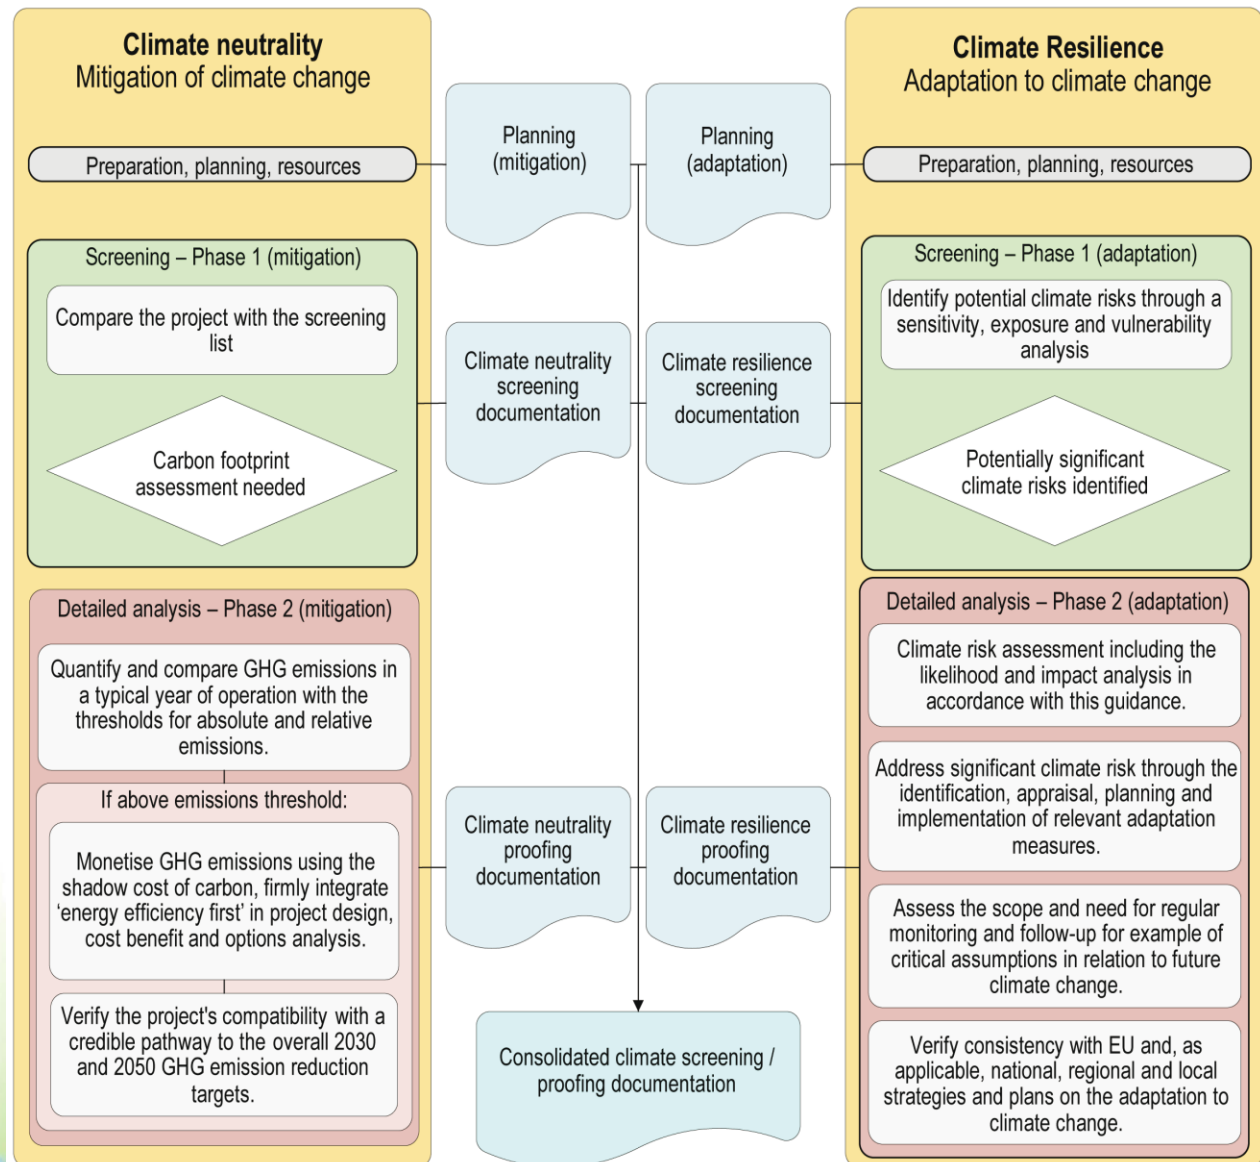 Climate neutrality
Mitigation of climate change
Preparation, planning, resources
Screening – Phase 1 (mitigation)
Compare the project with the screening
list
Carbon footprint
assessment needed
Detailed analysis – Phase 2 (mitigation)
Quantify and compare GHG emissions in
a typical year of operation with the
thresholds for absolute and relative
emissions.
If above emissions threshold:
Monetise GHG emissions using the
shadow cost of carbon, firmly integrate
‘energy efficiency first’ in project design,
cost benefit and options analysis.
Verify the project's compatibility with a
credible pathway to the overall 2030
and 2050 GHG emission reduction
targets.
Planning
(mitigation)
Planning
(adaptation)
Climate neutrality
screening
documentation
Climate resilience
screening
documentation
Climate neutrality
proofing
documentation
Climate resilience
proofing
documentation
Consolidated climate screening /
proofing documentation
Climate Resilience
Adaptation to climate change
Preparation, planning, resources
Screening – Phase 1 (adaptation)
Identify potential climate risks through a
sensitivity, exposure and vulnerability
analysis
Potentially significant
climate risks identified
Detailed analysis – Phase 2 (adaptation)
Climate risk assessment including the
likelihood and impact analysis in
accordance with this guidance.
Address significant climate risk through the
identification, appraisal, planning and
implementation of relevant adaptation
measures.
Assess the scope and need for regular
monitoring and follow-up for example of
critical assumptions in relation to future
climate change.
Verify consistency with EU and, as
applicable, national, regional and local
strategies and plans on the adaptation to
climate change.